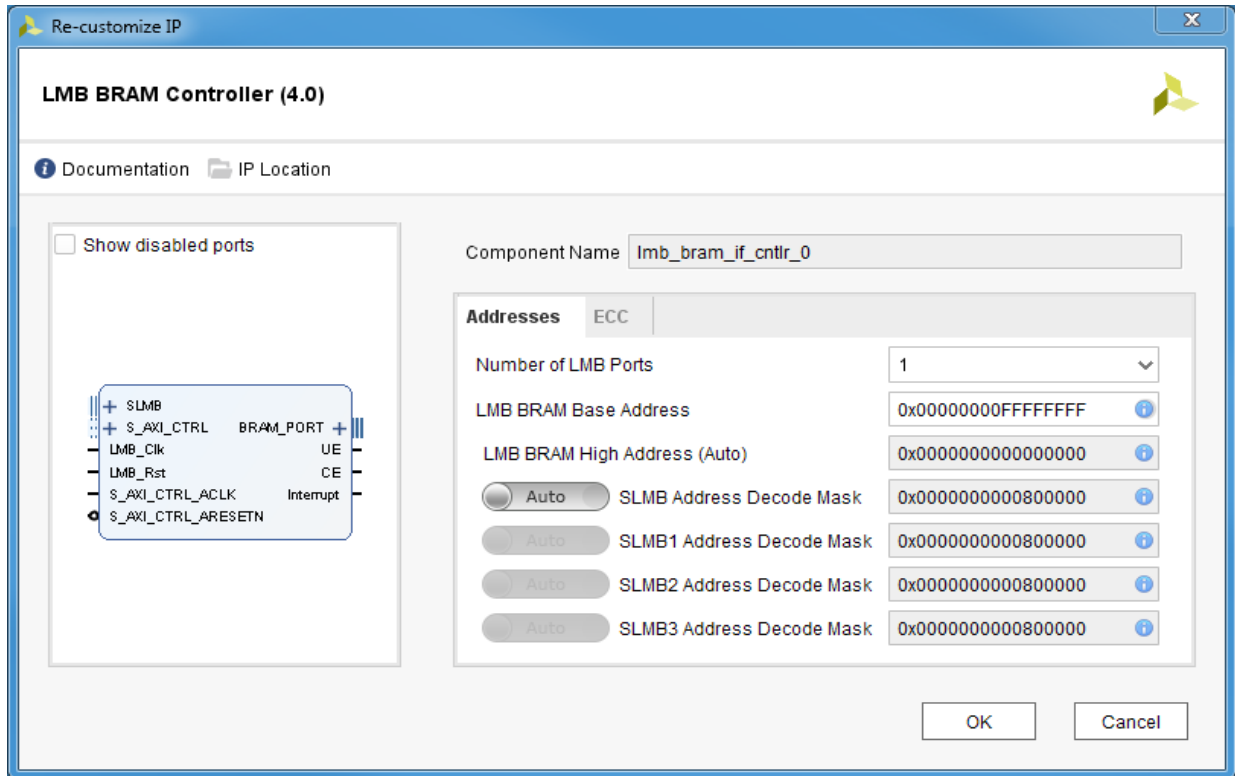 Re-customize IP
LMB BRAM Controller (4.0)
Documentation IP Location
Show disabled ports
SLMB
S_AXI_CTRL BRAM_PORT
LMB_Clk UE
LMB_Rst CE
S_AXI_CTRL_ACLK Interrupt
S_AXI_CTRL_ARESETN
Component Name lmb_bram_if_cntlr_0
Addresses ECC
Number of LMB Ports 1
LMB BRAM Base Address 0x00000000FFFFFFFF
LMB BRAM High Address (Auto) 0x0000000000000000
Auto SLMB Address Decode Mask 0x0000000000800000
Auto SLMB1 Address Decode Mask 0x0000000000800000
Auto SLMB2 Address Decode Mask 0x0000000000800000
Auto SLMB3 Address Decode Mask 0x0000000000800000
OK Cancel